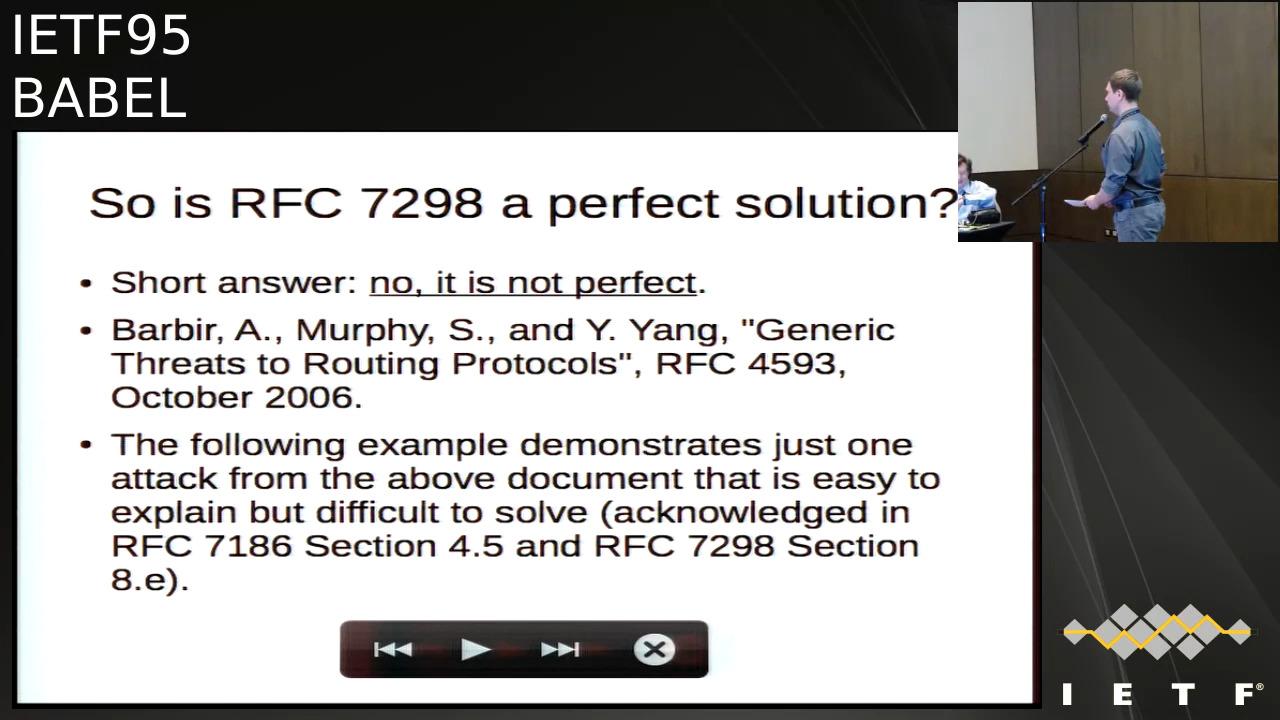 IETF95
BABEL
So is RFC 7298 a perfect solution?
• Short answer: no, it is not perfect.
• Barbir, A., Murphy, S., and Y. Yang, "Generic
Threats to Routing Protocols", RFC 4593,
October 2006.
• The following example demonstrates just one
attack from the above document that is easy to
explain but difficult to solve (acknowledged in
RFC 7186 Section 4.5 and RFC 7298 Section
8.e).
I E T F®